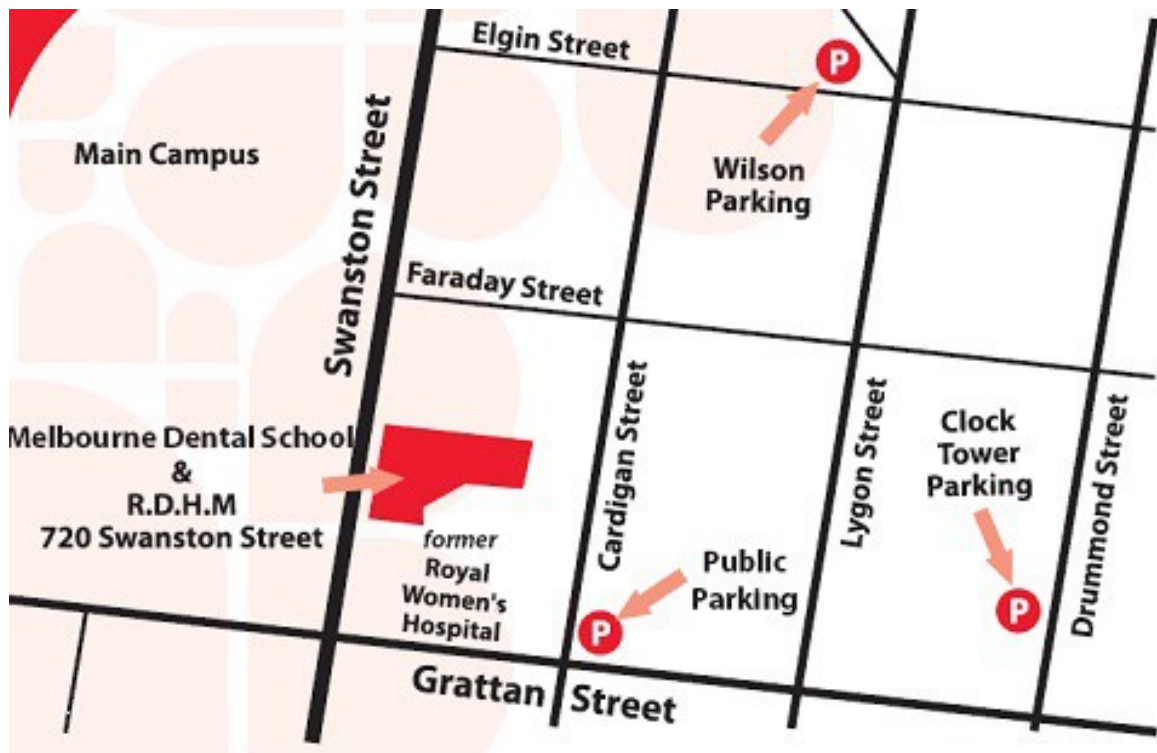 Elgin Street
P
Main Campus
Swanston Street
Wilson
Parking
Faraday Street
Cardigan Street
Lygon Street
Clock
Tower
Parking
Drummond Street
Melbourne Dental School
&
R.D.H.M
720 Swanston Street
former
Royal
Women's
Hospital
Public
Parking
P
P
Grattan Street